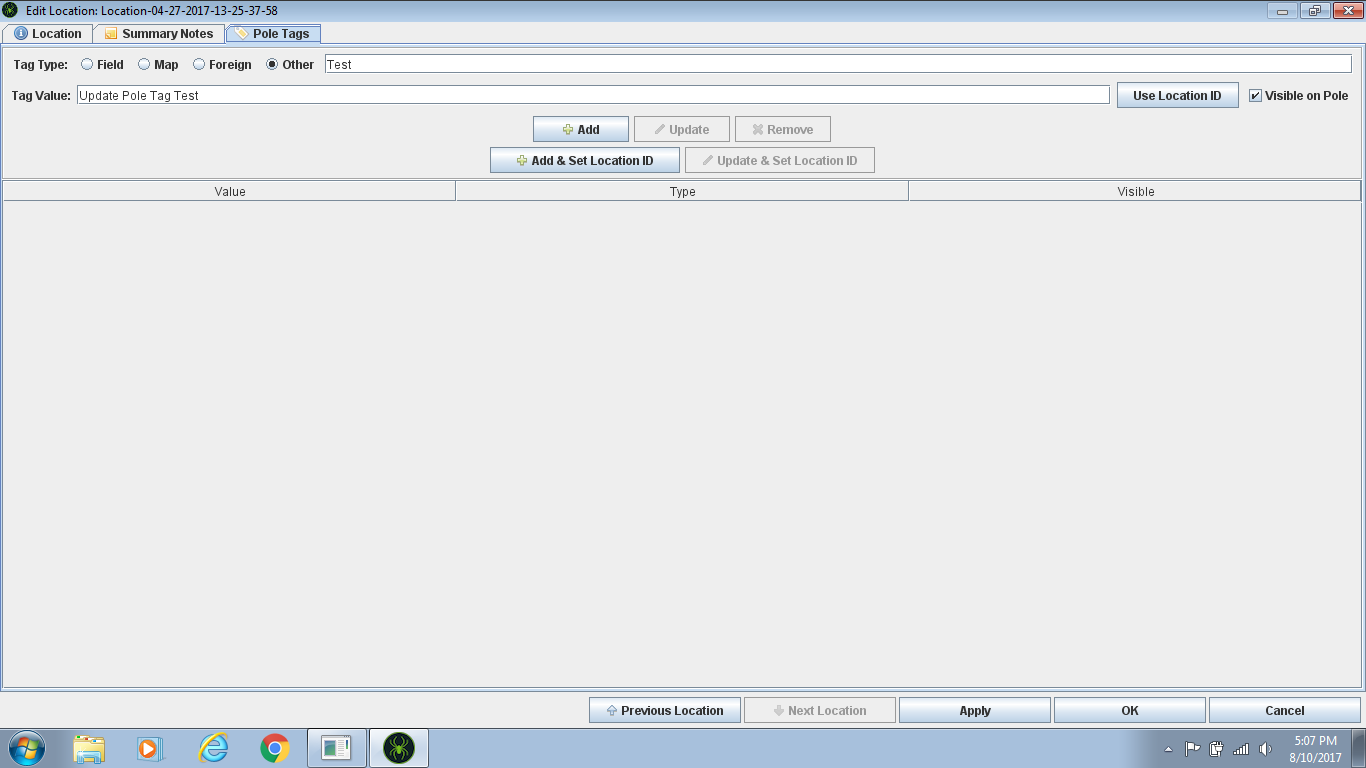 Edit Location: Location-04-27-2017-13-25-37-58
Location Summary Notes Pole Tags
Tag Type: Field Map Foreign Other Test
Tag Value: Update Pole Tag Test Use Location ID Visible on Pole
Add Update Remove
Add & Set Location ID Update & Set Location ID
Value Type Visible
Previous Location Next Location Apply OK Cancel
5:07 PM
8/10/2017